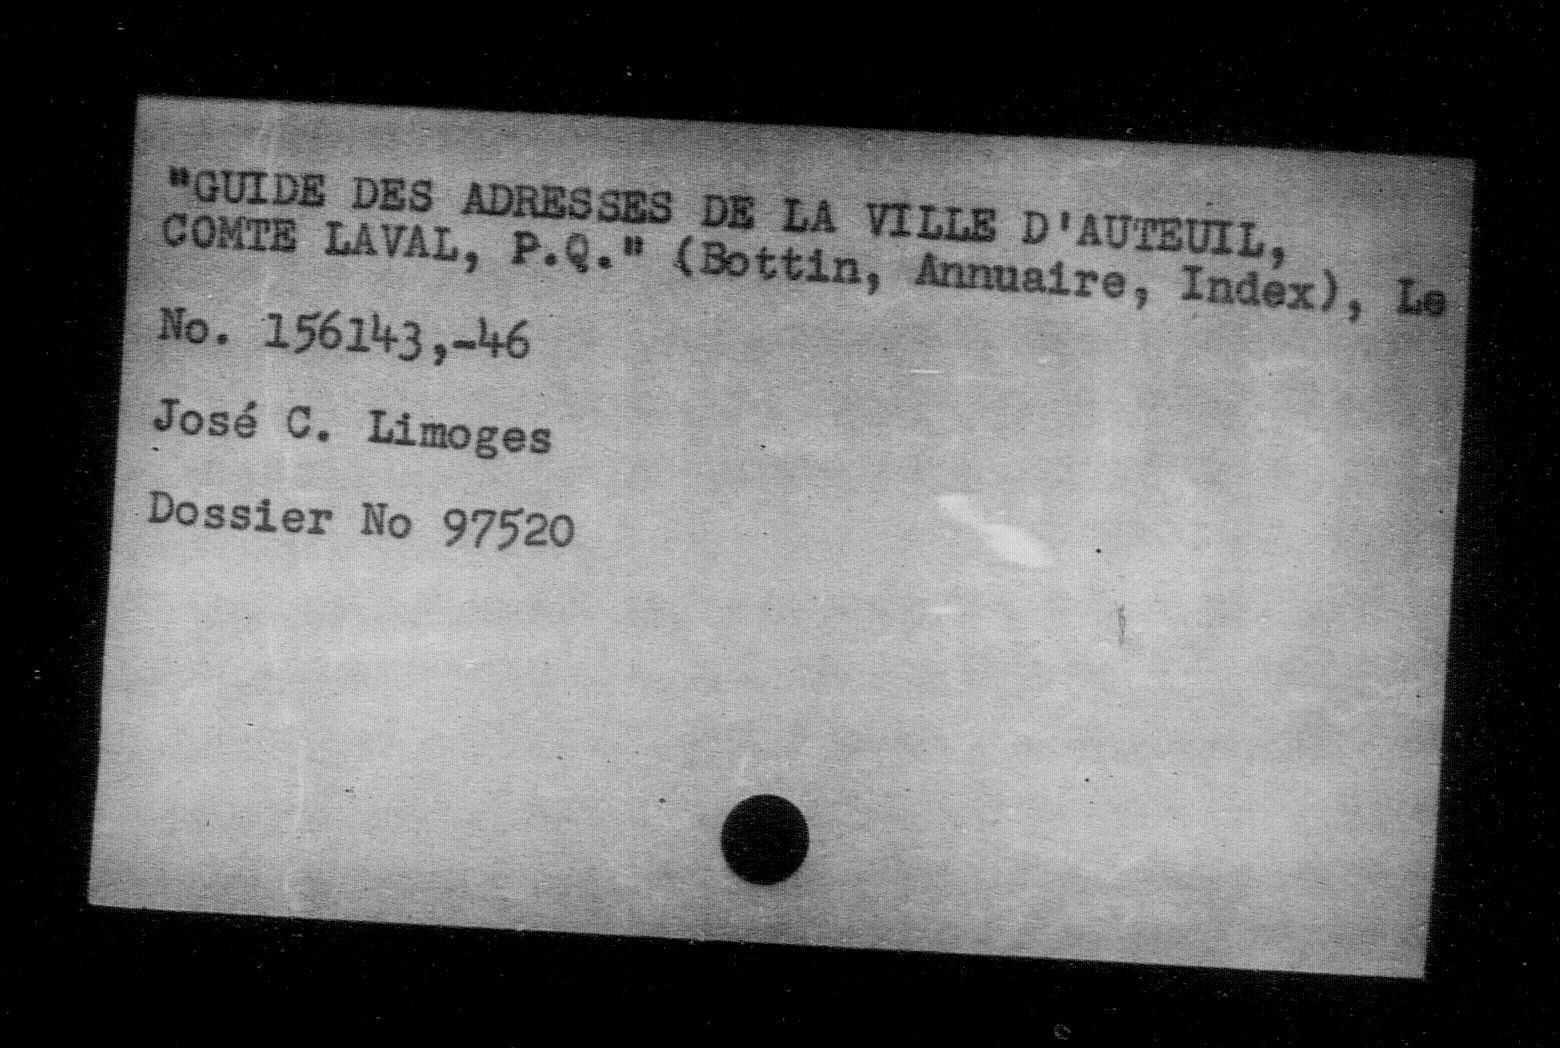 "GUIDE DES ADRESSES DE LA VILLE D'AUTEUIL,
COMTE LAVAL, P.Q." (Bottin, Annuaire, Index), Le
No. 156143,-46
José C. Limoges
Dossier No 97520